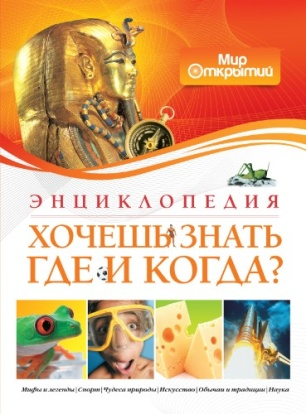 Мир
Открытий
ЭНЦИКЛОПЕДИЯ
ХОЧЕШЬ ЗНАТЬ
ГДЕ И КОГДА?
Мифы и легенды|Спорт|Чудеса природы|Искусство|Обычаи и традиции|Наука